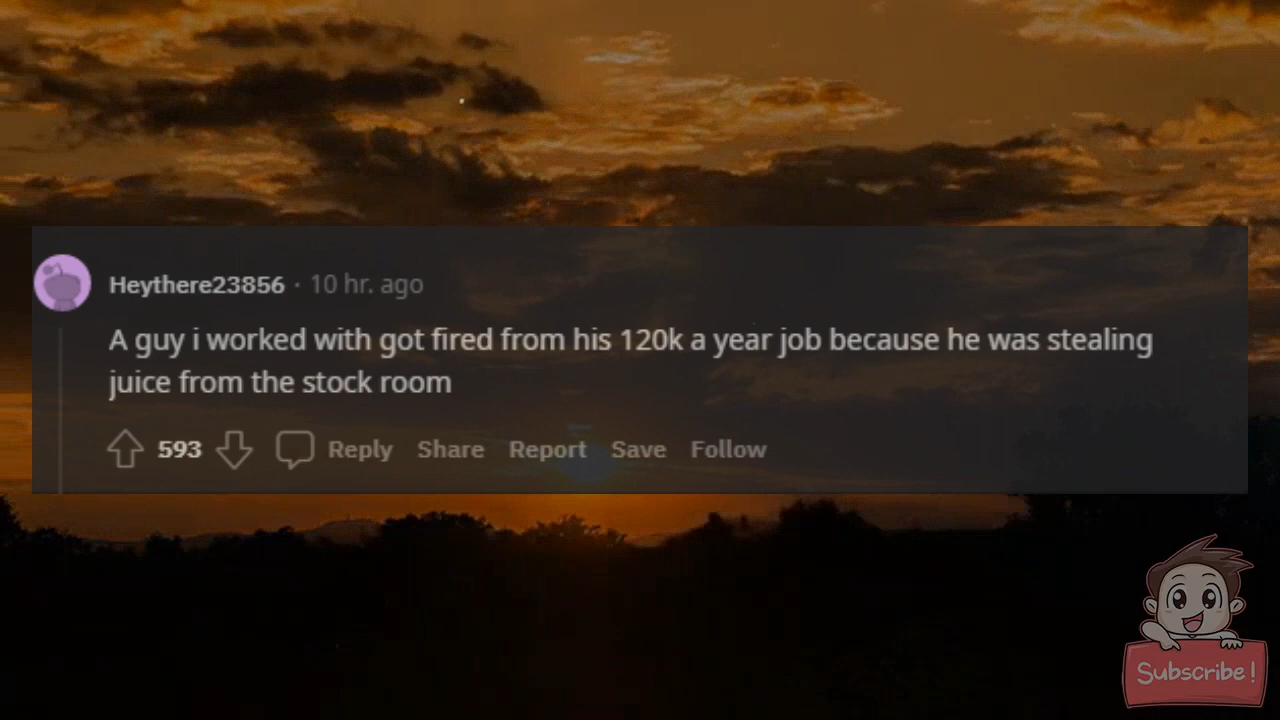 Heythere23856 · 10 hr. ago
A guy i worked with got fired from his 120k a year job because he was stealing
juice from the stock room
593 Reply Share Report Save Follow
Subscribe!